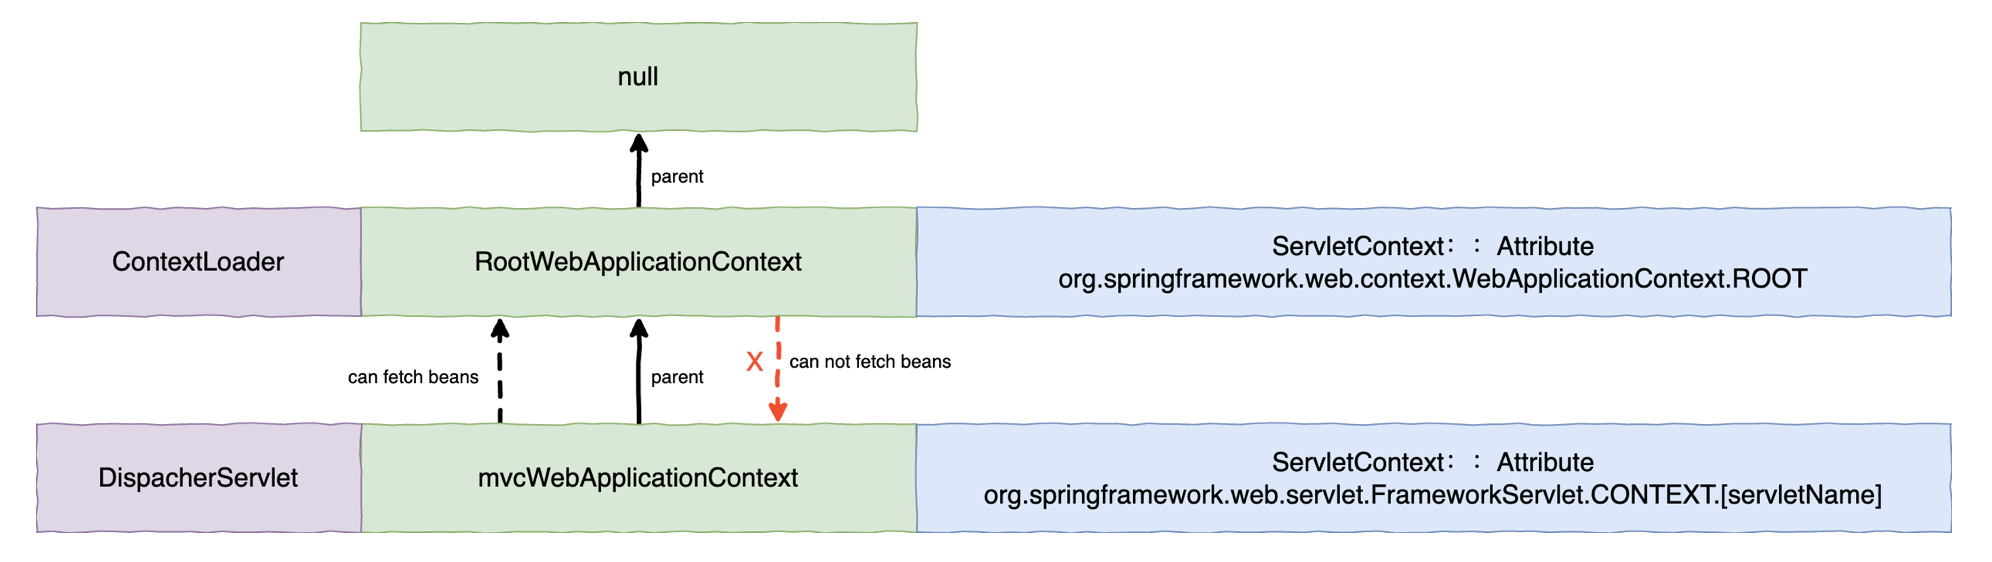 null
parent
ContextLoader
RootWebApplicationContext
ServletContext： ： Attribute
org.springframework.web.context.WebApplicationContext.ROOT
can fetch beans
parent
X
can not fetch beans
DispacherServlet
mvcWebApplicationContext
ServletContext： ： Attribute
org.springframework.web.servlet.FrameworkServlet.CONTEXT.[servletName]